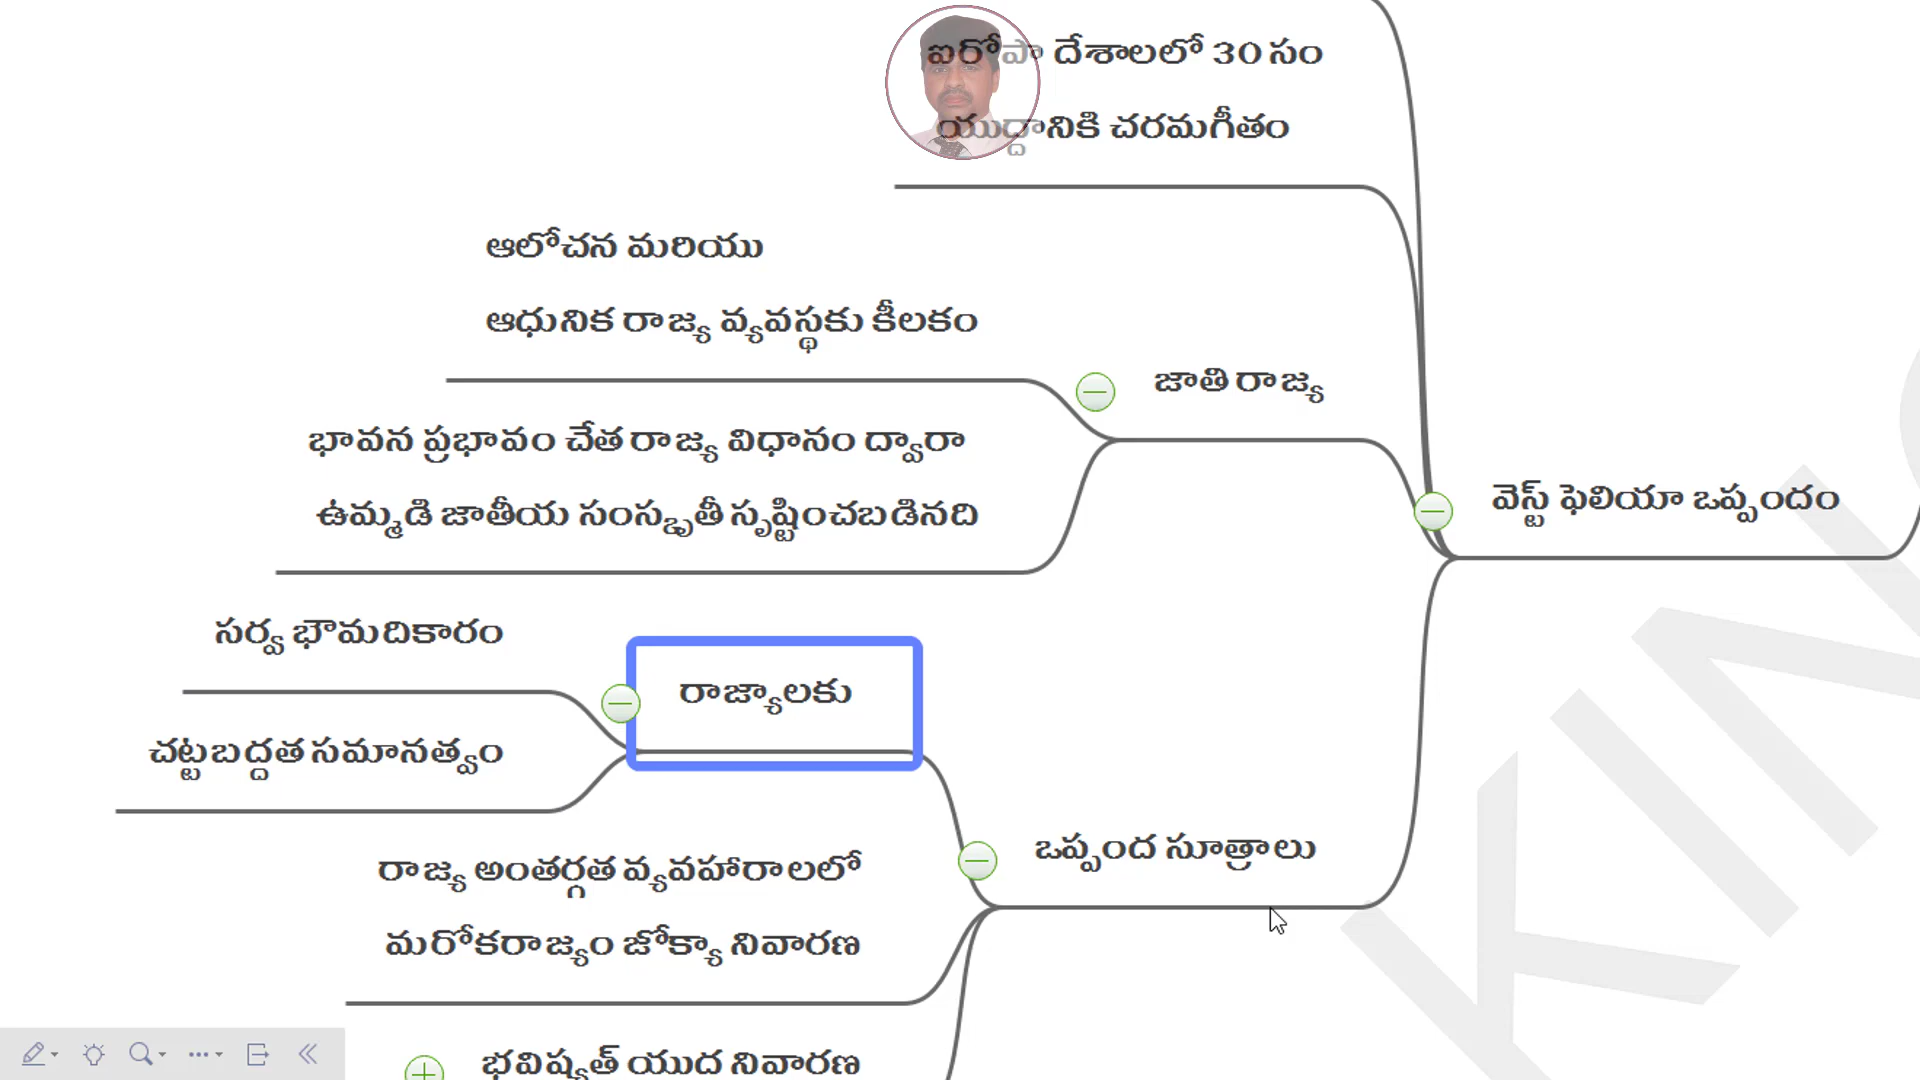 ఐరోపా దేశాలలో 30 సం
యుద్దానికి చరమగీతం
ఆలోచన మరియు
ఆధునిక రాజ్య వ్యవస్థకు కీలకం
జాతి రాజ్య
భావన ప్రభావం చేత రాజ్య విధానం ద్వారా
ఉమ్మడి జాతీయ సంస్కృతీ సృష్టించబడినది
వెస్ట్ ఫెలియా ఒప్పందం
సర్వ భౌమదికారం
రాజ్యాలకు
చట్టబద్దత సమానత్వం
ఒప్పంద సూత్రాలు
రాజ్య అంతర్గత వ్యవహారాలలో
మరోకరాజ్యం జోక్యా నివారణ
భవిష్యత్ యుద నివారణ
KING